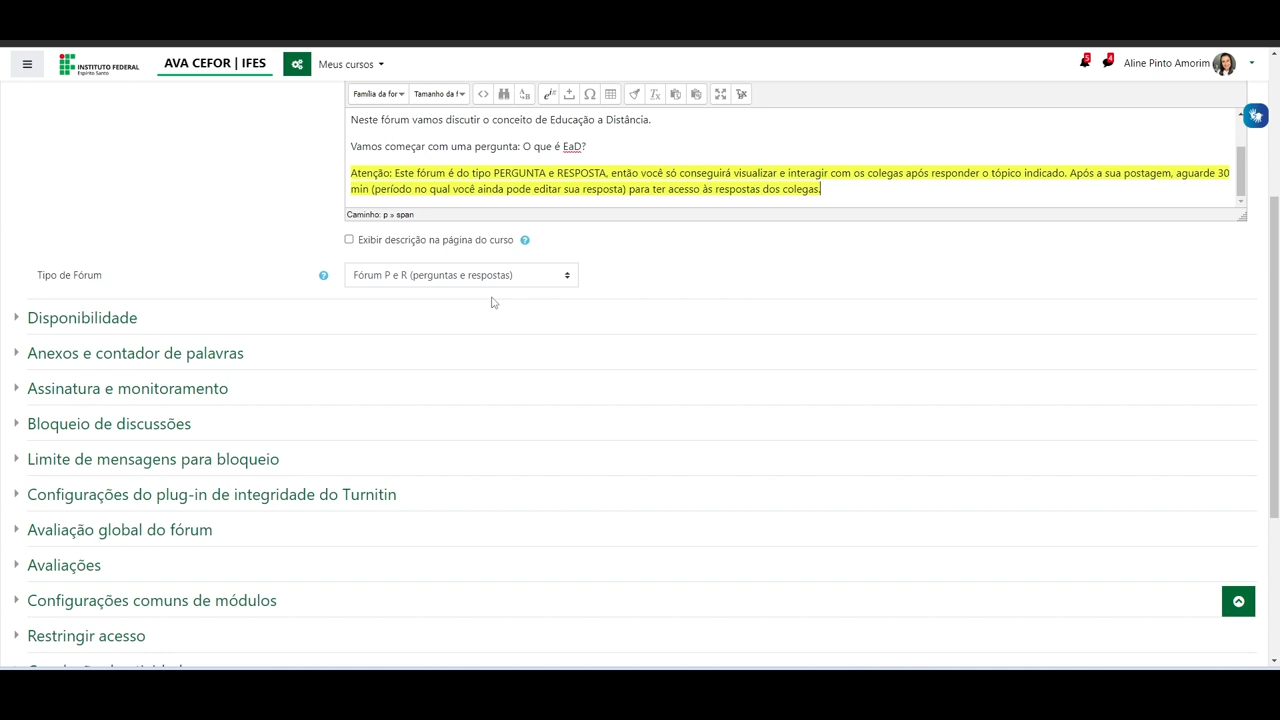 INSTITUTO FEDERAL
Espírito Santo
AVA CEFOR | IFES
Meus cursos
5
4
Aline Pinto Amorim
Família da for
Tamanho da f
Neste fórum vamos discutir o conceito de Educação a Distância.
Vamos começar com uma pergunta: O que é EaD?
Atenção: Este fórum é do tipo PERGUNTA e RESPOSTA, então você só conseguirá visualizar e interagir com os colegas após responder o tópico indicado. Após a sua postagem, aguarde 30
min (período no qual você ainda pode editar sua resposta) para ter acesso às respostas dos colegas.
Caminho: p » span
Exibir descrição na página do curso
Tipo de Fórum
Fórum P e R (perguntas e respostas)
Disponibilidade
Anexos e contador de palavras
Assinatura e monitoramento
Bloqueio de discussões
Limite de mensagens para bloqueio
Configurações do plug-in de integridade do Turnitin
Avaliação global do fórum
Avaliações
Configurações comuns de módulos
Restringir acesso